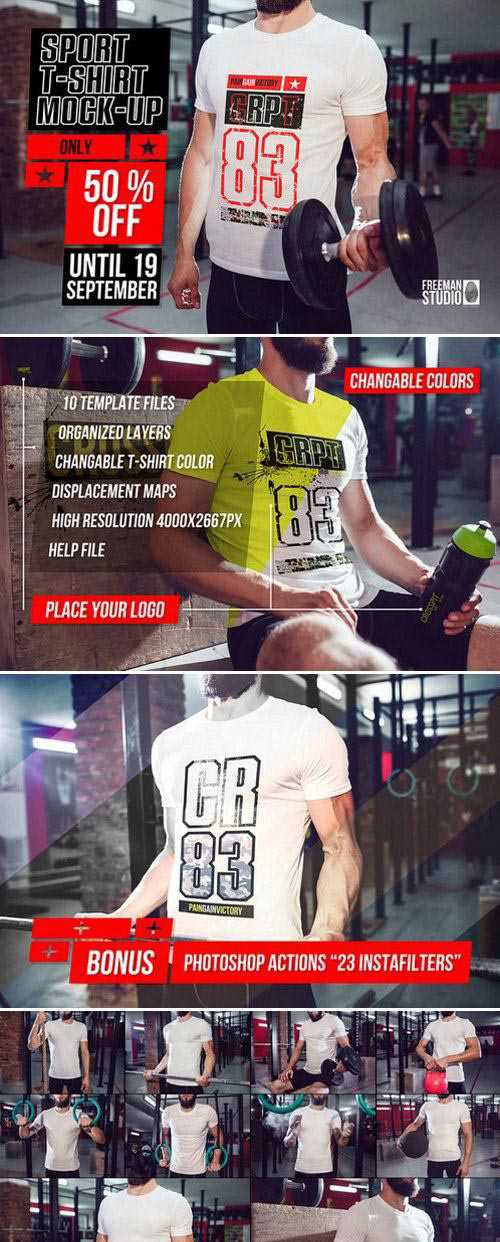 SPORT
T-SHIRT
MOCK-UP
ONLY
50 %
OFF
UNTIL 19
SEPTEMBER
PAINGAINVICTORY
GRPT
83
FREEMAN
STUDIO
CHANGABLE COLORS
10 TEMPLATE FILES
ORGANIZED LAYERS
CHANGABLE T-SHIRT COLOR
DISPLACEMENT MAPS
HIGH RESOLUTION 4000X2667PX
HELP FILE
PLACE YOUR LOGO
GRPT
83
CR
83
PAINGAINVICTORY
BONUS
PHOTOSHOP ACTIONS “23 INSTAFILTERS”